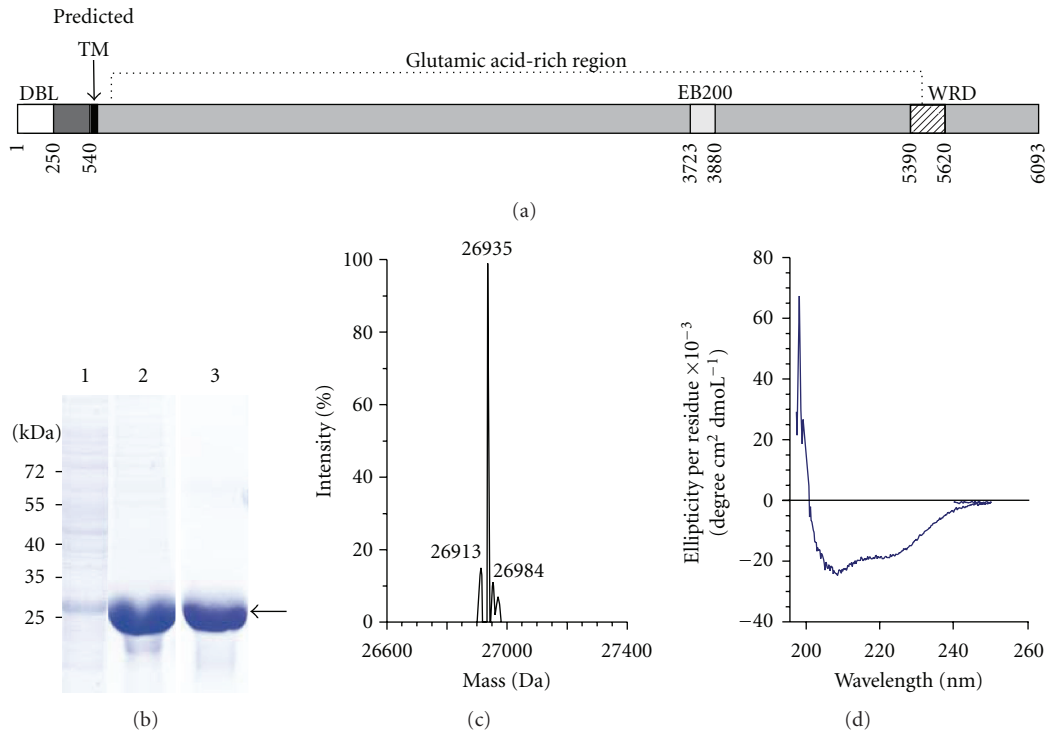 Predicted
TM
Glutamic acid-rich region
DBL
EB200
WRD
1
250
540
3723
3880
5390
5620
6093
(a)
1 2 3
(kDa)
72
55
40
35
25
(b)
26935
26913
26984
100
80
60
40
20
0
Intensity (%)
26600 27000 27400
Mass (Da)
(c)
80
60
40
20
0
−20
−40
Ellipticity per residue ×10−3
(degree cm2 dmoL−1)
200 220 240 260
Wavelength (nm)
(d)